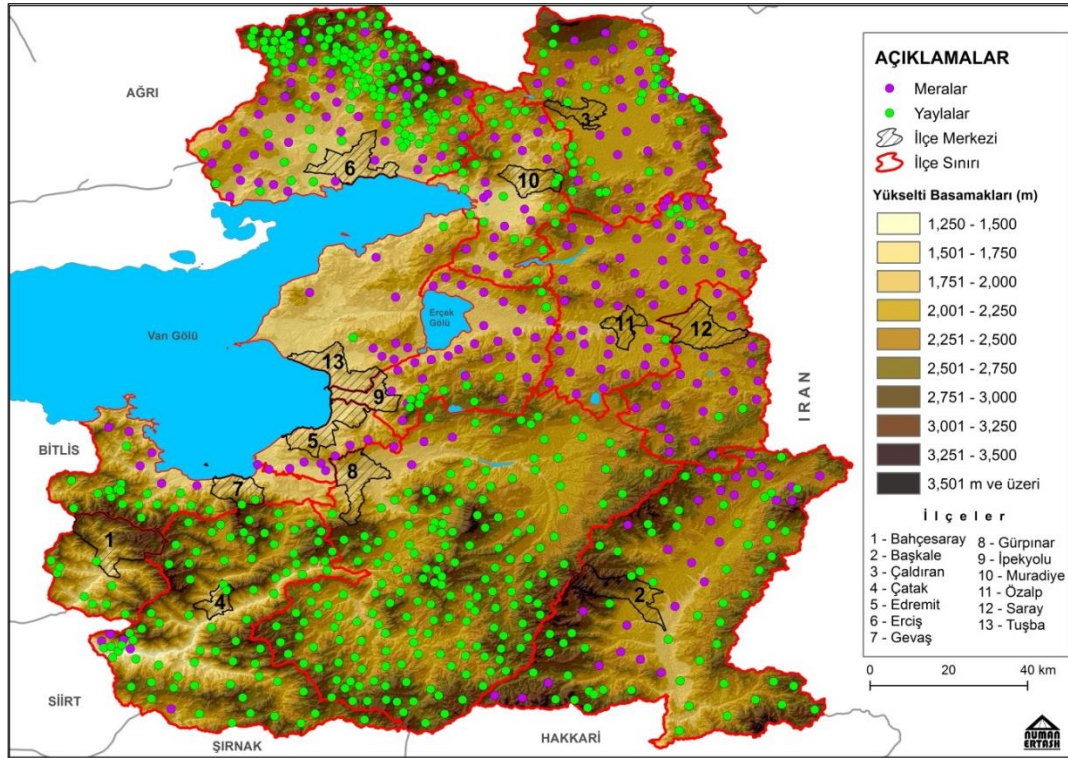 AĞRI
Van Gölü
Erçek
Gölü
BİTLİS
SİİRT
ŞIRNAK
HAKKARİ
IRAN
1
2
3
4
5
6
7
8
9
10
11
12
13
AÇIKLAMALAR
Meralar
Yaylalar
İlçe Merkezi
İlçe Sınırı
Yükselti Basamakları (m)
1,250 - 1,500
1,501 - 1,750
1,751 - 2,000
2,001 - 2,250
2,251 - 2,500
2,501 - 2,750
2,751 - 3,000
3,001 - 3,250
3,251 - 3,500
3,501 m ve üzeri
İlçeler
1 - Bahçesaray
2 - Başkale
3 - Çaldıran
4 - Çatak
5 - Edremit
6 - Erciş
7 - Gevaş
8 - Gürpınar
9 - İpekyolu
10 - Muradiye
11 - Özalp
12 - Saray
13 - Tuşba
0 20 40 km
NUMAN
ERTASH